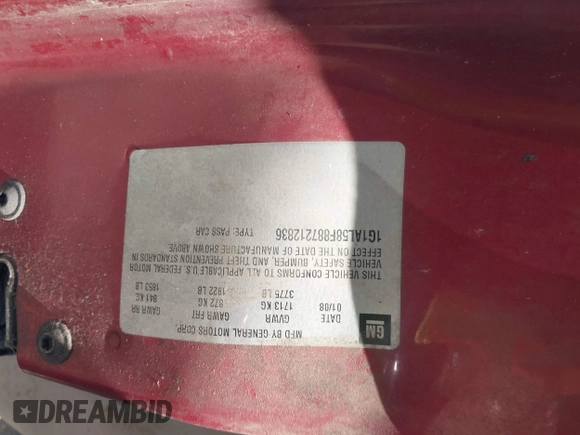 GM
MFD BY GENERAL MOTORS CORP.
DATE GVWR GAWR FRT GAWR RR
01/08 1713 KG 872 KG 841 KG
3775 LB 1922 LB 1853 LB
THIS VEHICLE CONFORMS TO ALL APPLICABLE U.S. FEDERAL MOTOR
VEHICLE SAFETY, BUMPER, AND THEFT PREVENTION STANDARDS IN
EFFECT ON THE DATE OF MANUFACTURE SHOWN ABOVE.
1G1AL58F887212836 TYPE: PASS CAR
DREAMBID